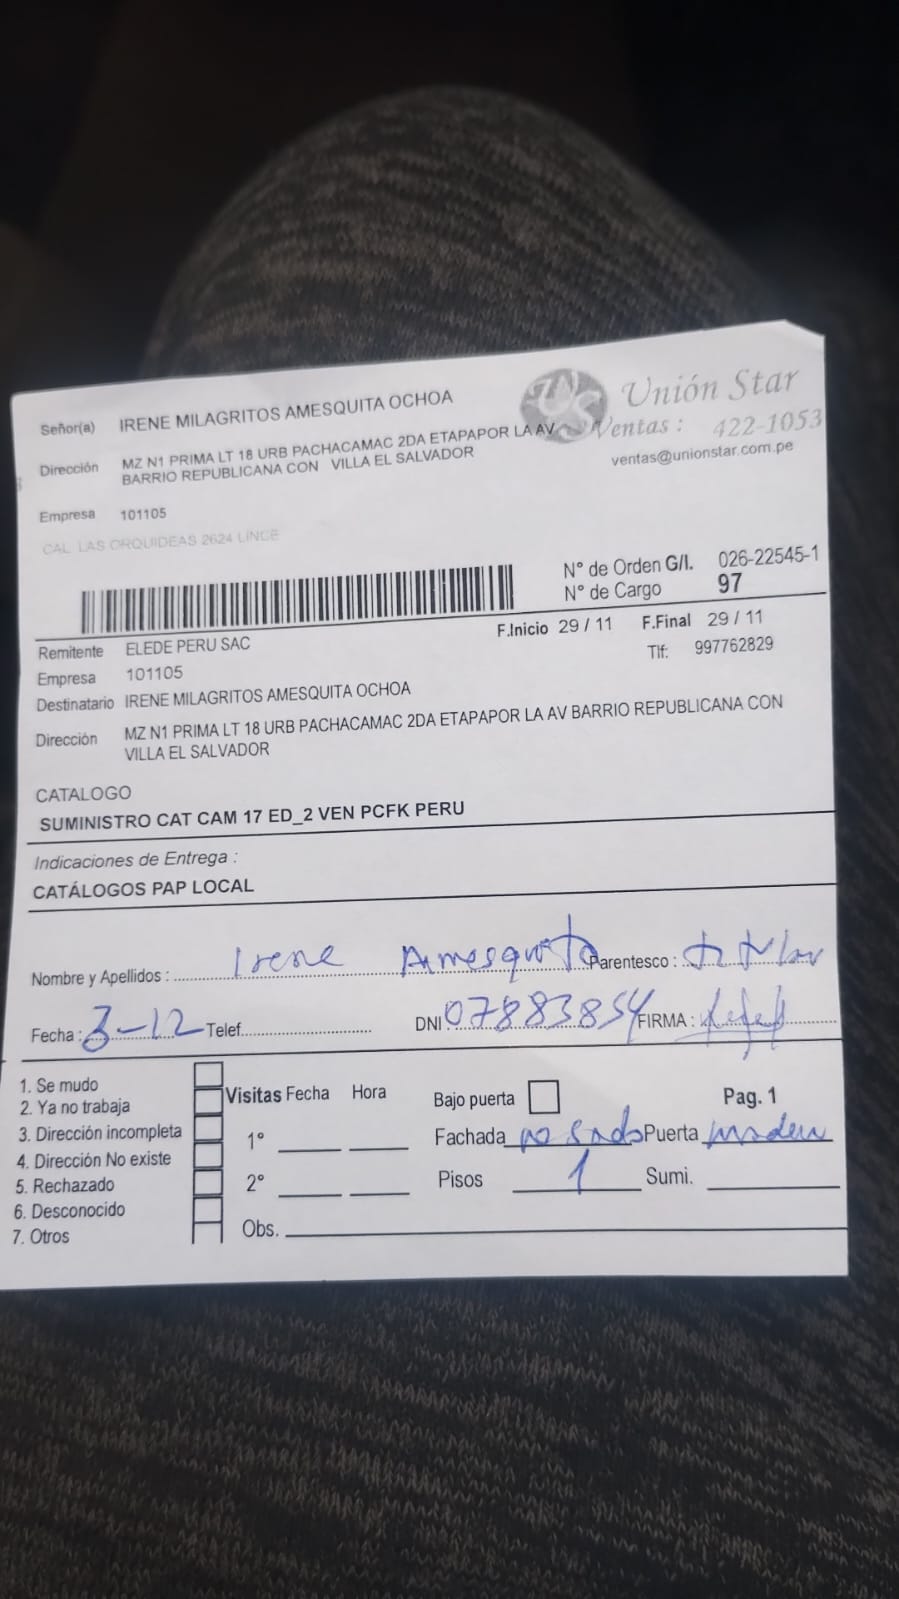 Señor(a) IRENE MILAGRITOS AMESQUITA OCHOA
Unión Star
Ventas : 422-1053
ventas@unionstar.com.pe
Dirección MZ N1 PRIMA LT 18 URB PACHACAMAC 2DA ETAPAPOR LA AV
BARRIO REPUBLICANA CON VILLA EL SALVADOR
Empresa 101105
CAL. LAS ORQUIDEAS 2624 LINCE
N° de Orden G/I. 026-22545-1
N° de Cargo 97
F.Inicio 29 / 11 F.Final 29 / 11
Remitente ELEDE PERU SAC
Tlf: 997762829
Empresa 101105
Destinatario IRENE MILAGRITOS AMESQUITA OCHOA
Dirección MZ N1 PRIMA LT 18 URB PACHACAMAC 2DA ETAPAPOR LA AV BARRIO REPUBLICANA CON
VILLA EL SALVADOR
CATALOGO
SUMINISTRO CAT CAM 17 ED_2 VEN PCFK PERU
Indicaciones de Entrega :
CATÁLOGOS PAP LOCAL
Nombre y Apellidos : Irene Amesquita Parentesco : titular
Fecha : 3-12 Telef. DNI 07883854 FIRMA :
1. Se mudo
2. Ya no trabaja
3. Dirección incompleta
4. Dirección No existe
5. Rechazado
6. Desconocido
7. Otros
Visitas Fecha Hora
1°
2°
Obs.
Bajo puerta Pag. 1
Fachada rosado Puerta madera
Pisos 1 Sumi.